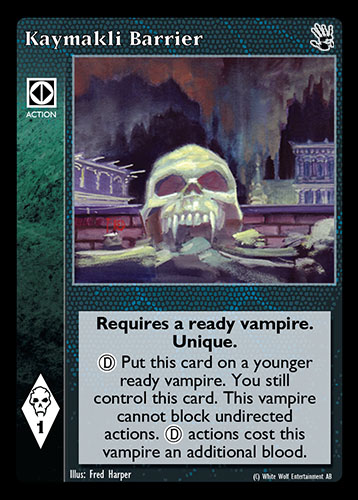 Kaymakli Barrier
ACTION
Requires a ready vampire.
Unique.
Ⓓ Put this card on a younger
ready vampire. You still
control this card. This vampire
cannot block undirected
actions. Ⓓ actions cost this
vampire an additional blood.
1
Illus: Fred Harper
(C) White Wolf Entertainment AB